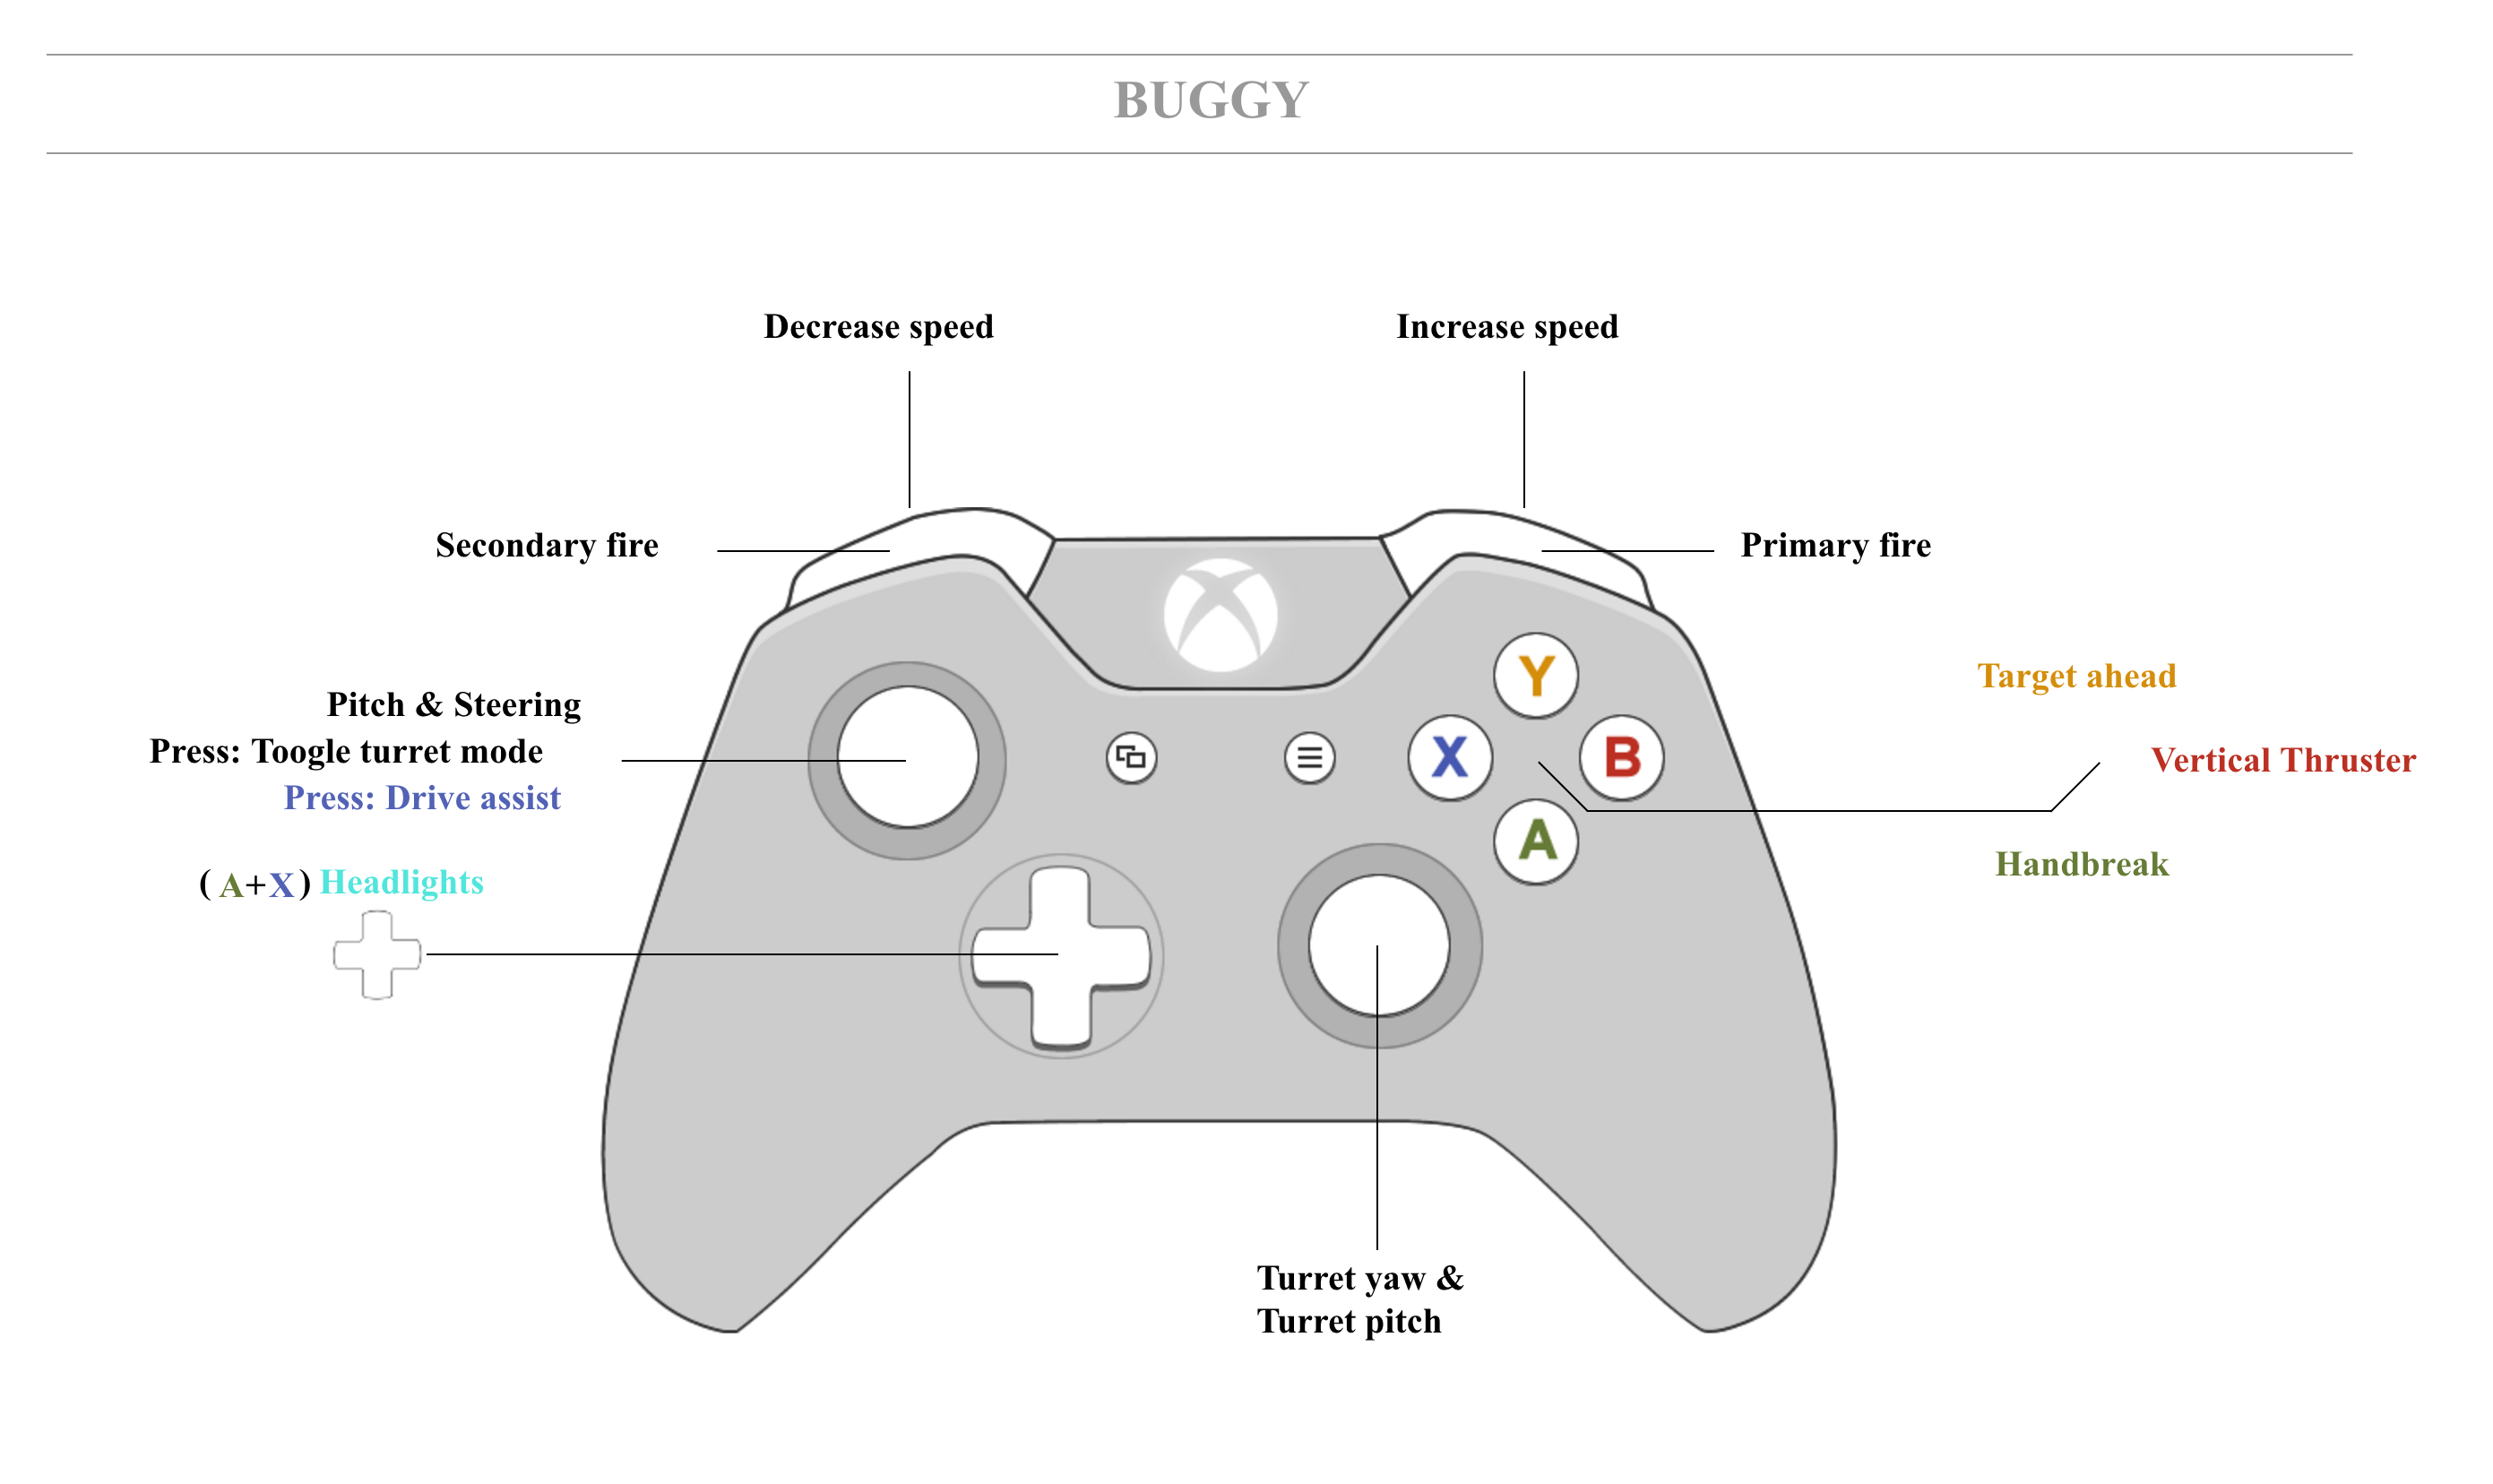 BUGGY
Decrease speed
Increase speed
Secondary fire
Primary fire
Pitch & Steering
Press: Toogle turret mode
Press: Drive assist
(A+X) Headlights
Y
X
B
A
Target ahead
Vertical Thruster
Handbreak
Turret yaw &
Turret pitch